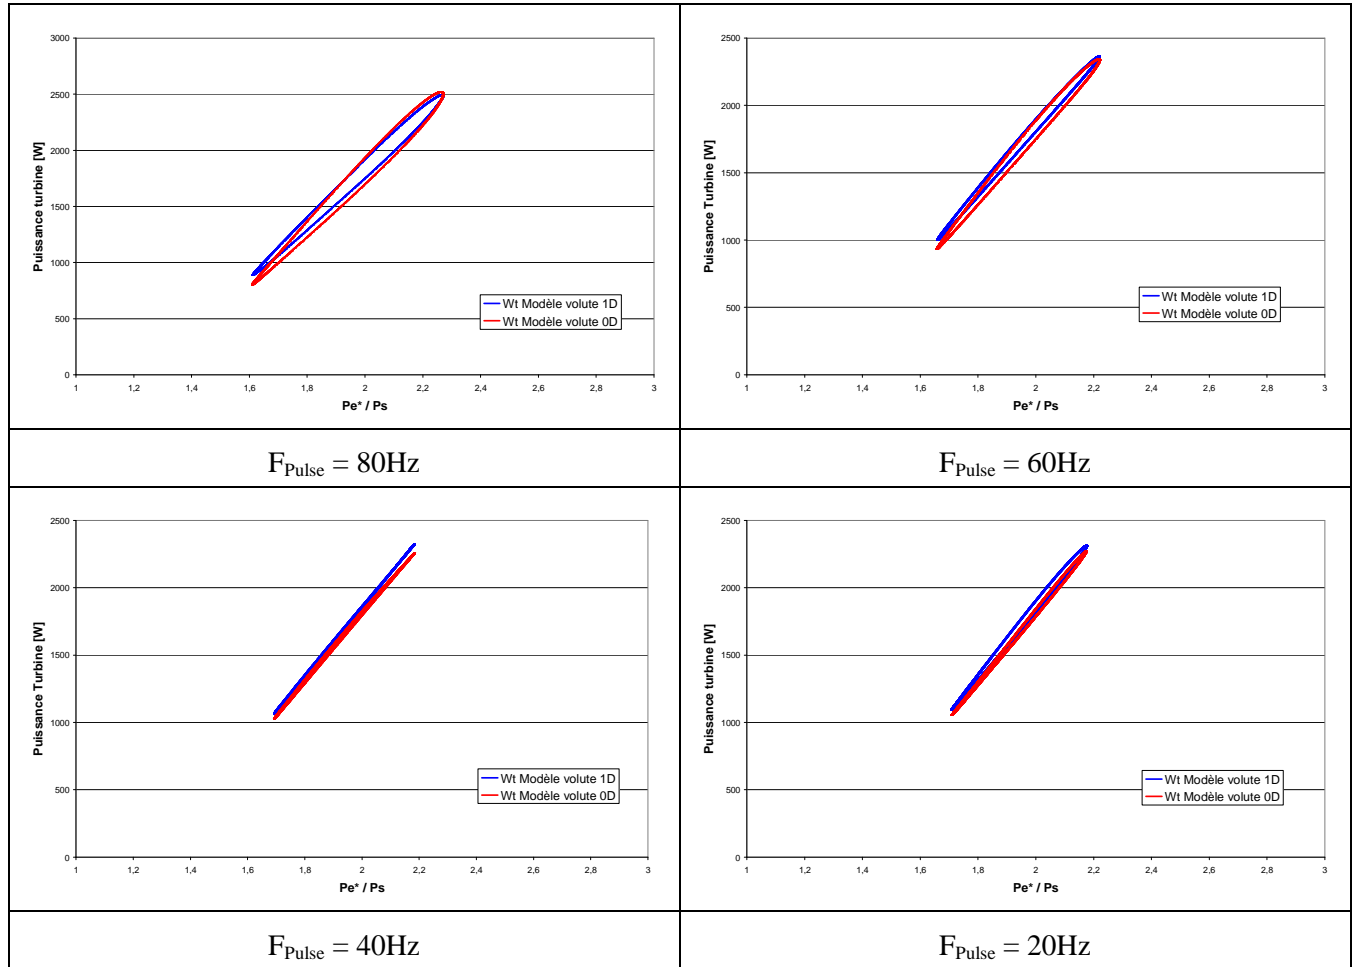 3000
2500
2000
1500
1000
500
0
Puissance turbine [W]
Wt Modèle volute 1D
Wt Modèle volute 0D
1 1,2 1,4 1,6 1,8 2 2,2 2,4 2,6 2,8 3
Pe* / Ps
2500
2000
1500
1000
500
0
Puissance Turbine [W]
Wt Modèle volute 1D
Wt Modèle volute 0D
1 1,2 1,4 1,6 1,8 2 2,2 2,4 2,6 2,8 3
Pe* / Ps
FPulse = 80Hz
FPulse = 60Hz
2500
2000
1500
1000
500
0
Puissance Turbine [W]
Wt Modèle volute 1D
Wt Modèle volute 0D
1 1,2 1,4 1,6 1,8 2 2,2 2,4 2,6 2,8 3
Pe* / Ps
2500
2000
1500
1000
500
0
Puissance turbine [W]
Wt Modèle volute 1D
Wt Modèle volute 0D
1 1,2 1,4 1,6 1,8 2 2,2 2,4 2,6 2,8 3
Pe* / Ps
FPulse = 40Hz
FPulse = 20Hz